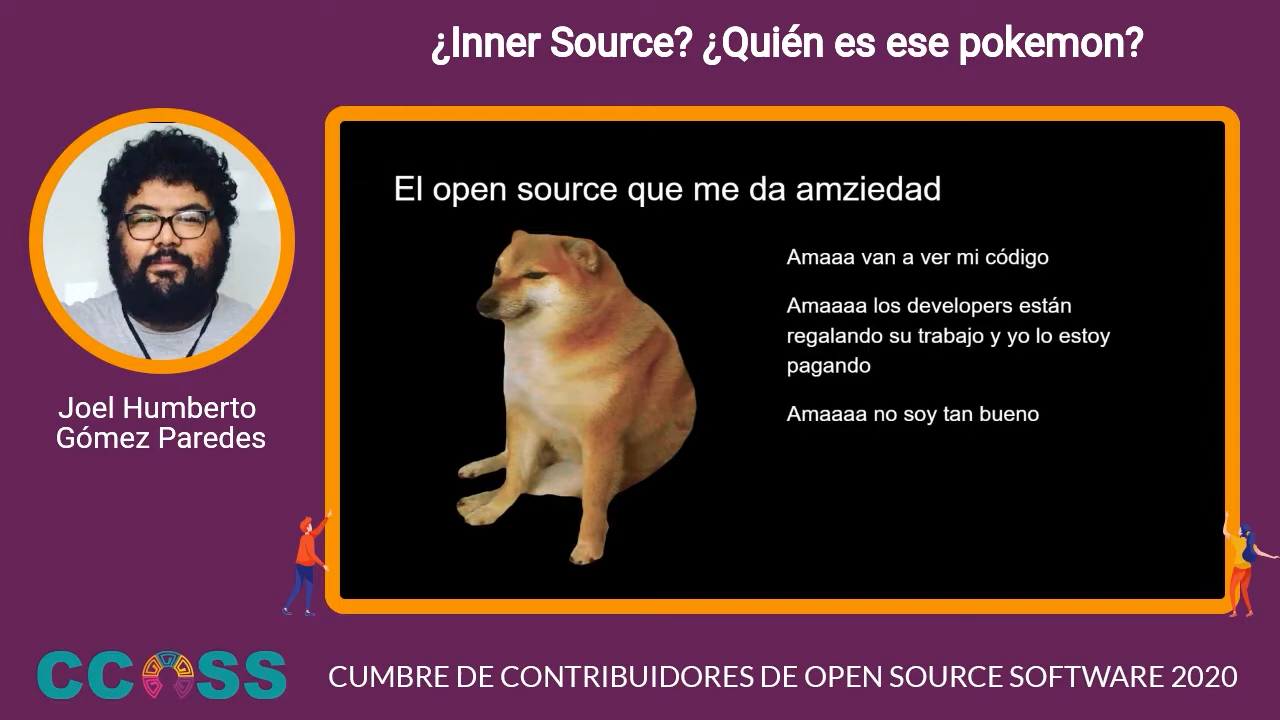 ¿Inner Source? ¿Quién es ese pokemon?
El open source que me da amziedad
Amaaa van a ver mi código
Amaaaa los developers están
regalando su trabajo y yo lo estoy
pagando
Amaaaa no soy tan bueno
Joel Humberto
Gómez Paredes
CCOSS
CUMBRE DE CONTRIBUIDORES DE OPEN SOURCE SOFTWARE 2020